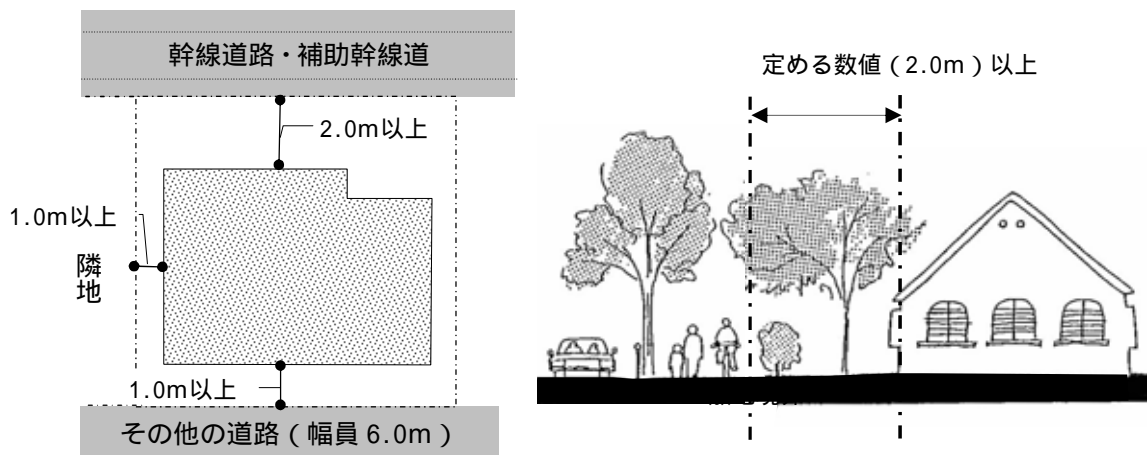 幹線道路・補助幹線道
2.0m以上
1.0m以上
隣地
1.0m以上
その他の道路（幅員 6.0m）
定める数値（2.0m）以上